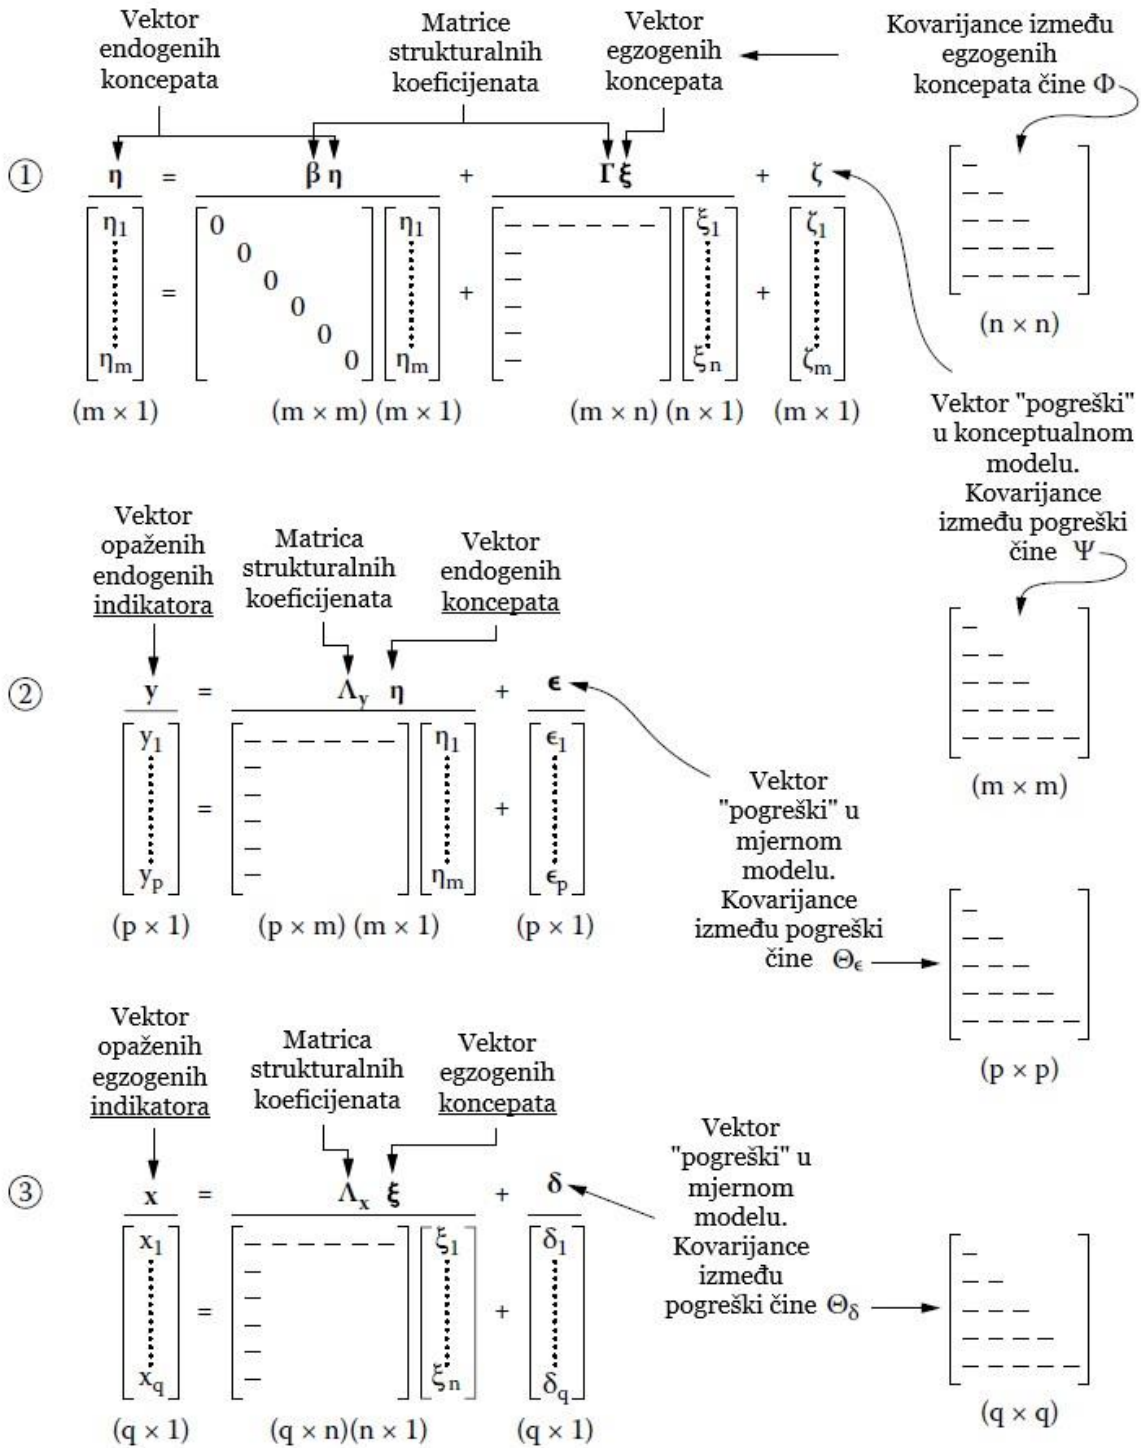 Vektor
endogenih
koncepata
Matrice
strukturalnih
koeficijenata
Vektor
egzogenih
koncepata
Kovarijance između
egzogenih
koncepata čine Φ
① η = β η + Γ ξ + ζ
η1 0 η1 ξ1 ζ1
0
0
= + +
0
0
ηm 0 ηm ξn ζm
(m × 1) (m × m) (m × 1) (m × n) (n × 1) (m × 1)
(n × n)
Vektor "pogreški"
u konceptualnom
modelu.
Kovarijance
između pogreški
čine Ψ
(m × m)
Vektor
opaženih
endogenih
indikatora
Matrica
strukturalnih
koeficijenata
Vektor
endogenih
koncepata
② y = Λy η + ϵ
y1 η1 ϵ1
= +
yp ηm ϵp
(p × 1) (p × m) (m × 1) (p × 1)
Vektor
"pogreški" u
mjernom
modelu.
Kovarijance
između pogreški
čine Θϵ
(p × p)
Vektor
opaženih
egzogenih
indikatora
Matrica
strukturalnih
koeficijenata
Vektor
egzogenih
koncepata
③ x = Λx ξ + δ
x1 ξ1 δ1
= +
xq ξn δq
(q × 1) (q × n)(n × 1) (q × 1)
Vektor
"pogreški" u
mjernom
modelu.
Kovarijance
između
pogreški čine Θδ
(q × q)